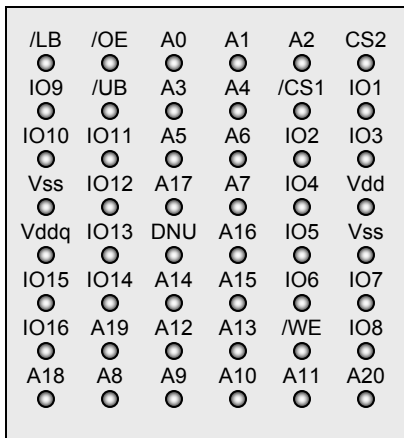 /LB /OE A0 A1 A2 CS2
IO9 /UB A3 A4 /CS1 IO1
IO10 IO11 A5 A6 IO2 IO3
Vss IO12 A17 A7 IO4 Vdd
Vddq IO13 DNU A16 IO5 Vss
IO15 IO14 A14 A15 IO6 IO7
IO16 A19 A12 A13 /WE IO8
A18 A8 A9 A10 A11 A20